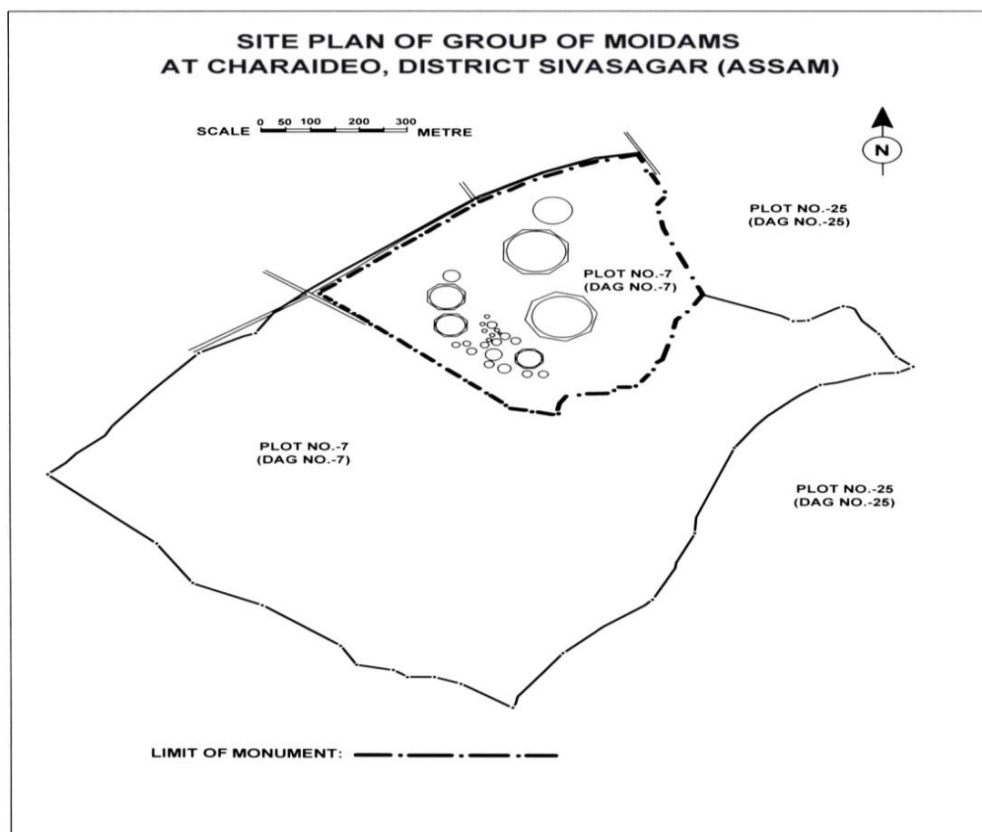 SITE PLAN OF GROUP OF MOIDAMS
AT CHARAIDEO, DISTRICT SIVASAGAR (ASSAM)
SCALE 0 50 100 200 300 METRE
N
PLOT NO.-25
(DAG NO.-25)
PLOT NO.-7
(DAG NO.-7)
PLOT NO.-7
(DAG NO.-7)
PLOT NO.-25
(DAG NO.-25)
LIMIT OF MONUMENT: